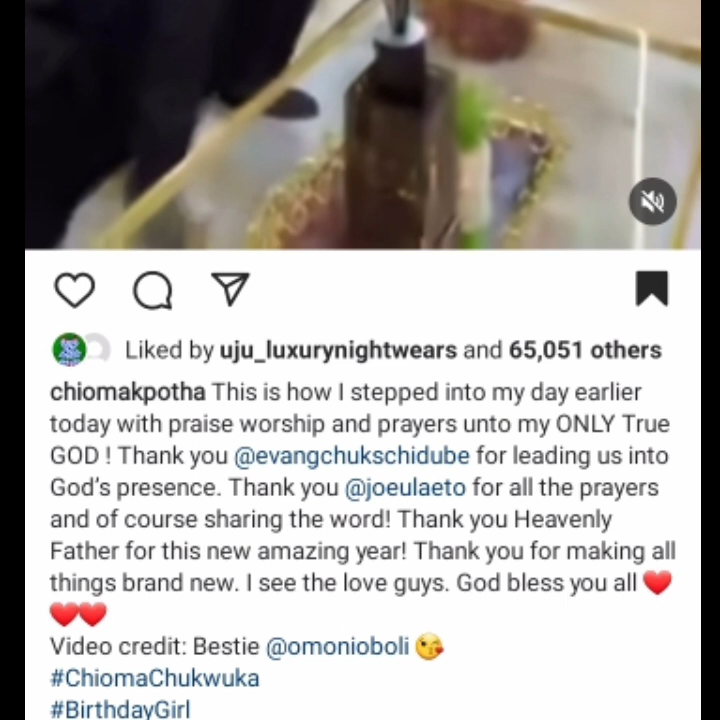 Liked by uju_luxurynightwears and 65,051 others
chiomakpotha This is how I stepped into my day earlier
today with praise worship and prayers unto my ONLY True
GOD ! Thank you @evangchukschidube for leading us into
God's presence. Thank you @joeulaeto for all the prayers
and of course sharing the word! Thank you Heavenly
Father for this new amazing year! Thank you for making all
things brand new. I see the love guys. God bless you all ❤️
❤️❤️
Video credit: Bestie @omonioboli 😘
#ChiomaChukwuka
#BirthdayGirl